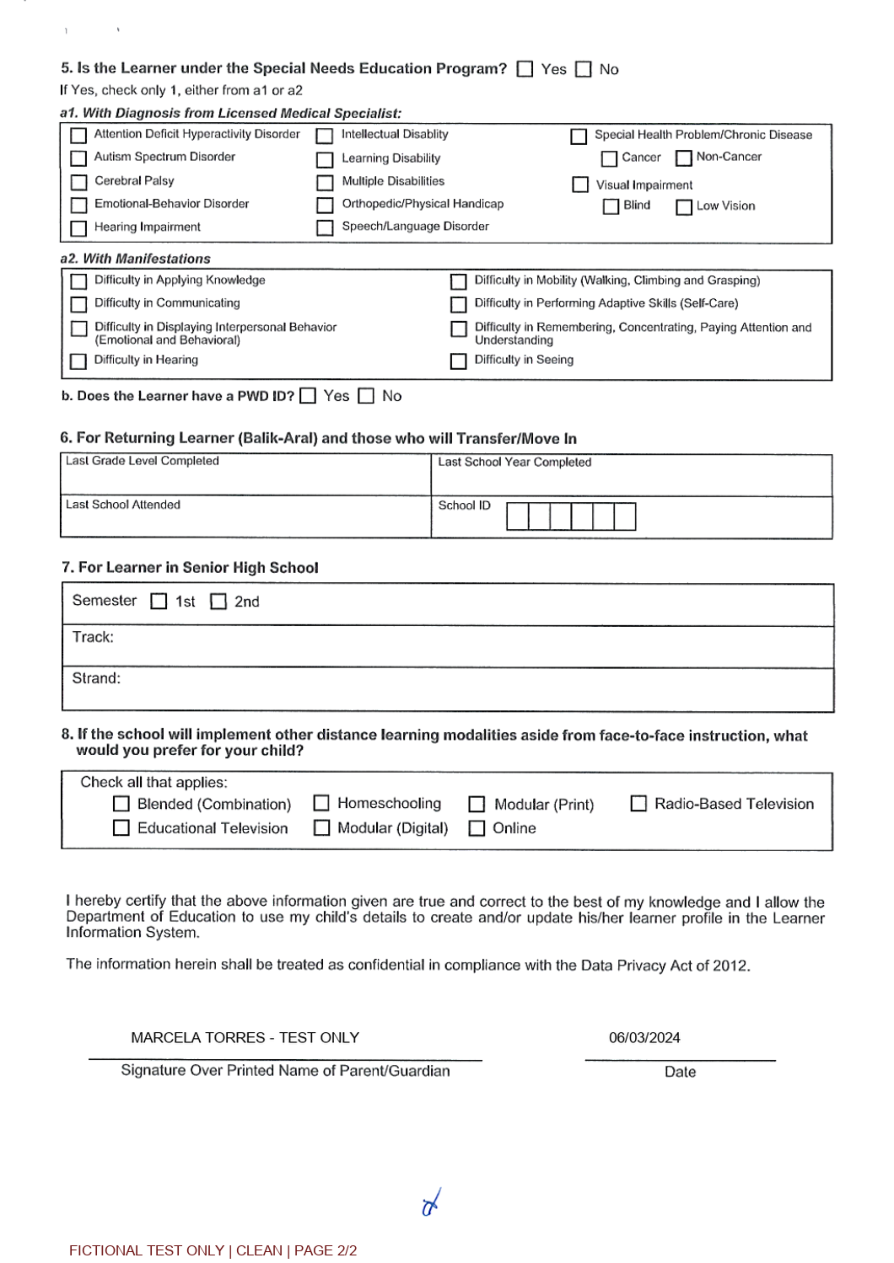 5. Is the Learner under the Special Needs Education Program? ☐ Yes ☐ No
If Yes, check only 1, either from a1 or a2
a1. With Diagnosis from Licensed Medical Specialist:
☐ Attention Deficit Hyperactivity Disorder ☐ Intellectual Disablity ☐ Special Health Problem/Chronic Disease
☐ Autism Spectrum Disorder ☐ Learning Disability ☐ Cancer ☐ Non-Cancer
☐ Cerebral Palsy ☐ Multiple Disabilities ☐ Visual Impairment
☐ Emotional-Behavior Disorder ☐ Orthopedic/Physical Handicap ☐ Blind ☐ Low Vision
☐ Hearing Impairment ☐ Speech/Language Disorder
a2. With Manifestations
☐ Difficulty in Applying Knowledge ☐ Difficulty in Mobility (Walking, Climbing and Grasping)
☐ Difficulty in Communicating ☐ Difficulty in Performing Adaptive Skills (Self-Care)
☐ Difficulty in Displaying Interpersonal Behavior ☐ Difficulty in Remembering, Concentrating, Paying Attention and
(Emotional and Behavioral) Understanding
☐ Difficulty in Hearing ☐ Difficulty in Seeing
b. Does the Learner have a PWD ID? ☐ Yes ☐ No
6. For Returning Learner (Balik-Aral) and those who will Transfer/Move In
Last Grade Level Completed Last School Year Completed
Last School Attended School ID
7. For Learner in Senior High School
Semester ☐ 1st ☐ 2nd
Track:
Strand:
8. If the school will implement other distance learning modalities aside from face-to-face instruction, what
would you prefer for your child?
Check all that applies:
☐ Blended (Combination) ☐ Homeschooling ☐ Modular (Print) ☐ Radio-Based Television
☐ Educational Television ☐ Modular (Digital) ☐ Online
I hereby certify that the above information given are true and correct to the best of my knowledge and I allow the
Department of Education to use my child's details to create and/or update his/her learner profile in the Learner
Information System.
The information herein shall be treated as confidential in compliance with the Data Privacy Act of 2012.
MARCELA TORRES - TEST ONLY 06/03/2024
Signature Over Printed Name of Parent/Guardian Date
FICTIONAL TEST ONLY | CLEAN | PAGE 2/2